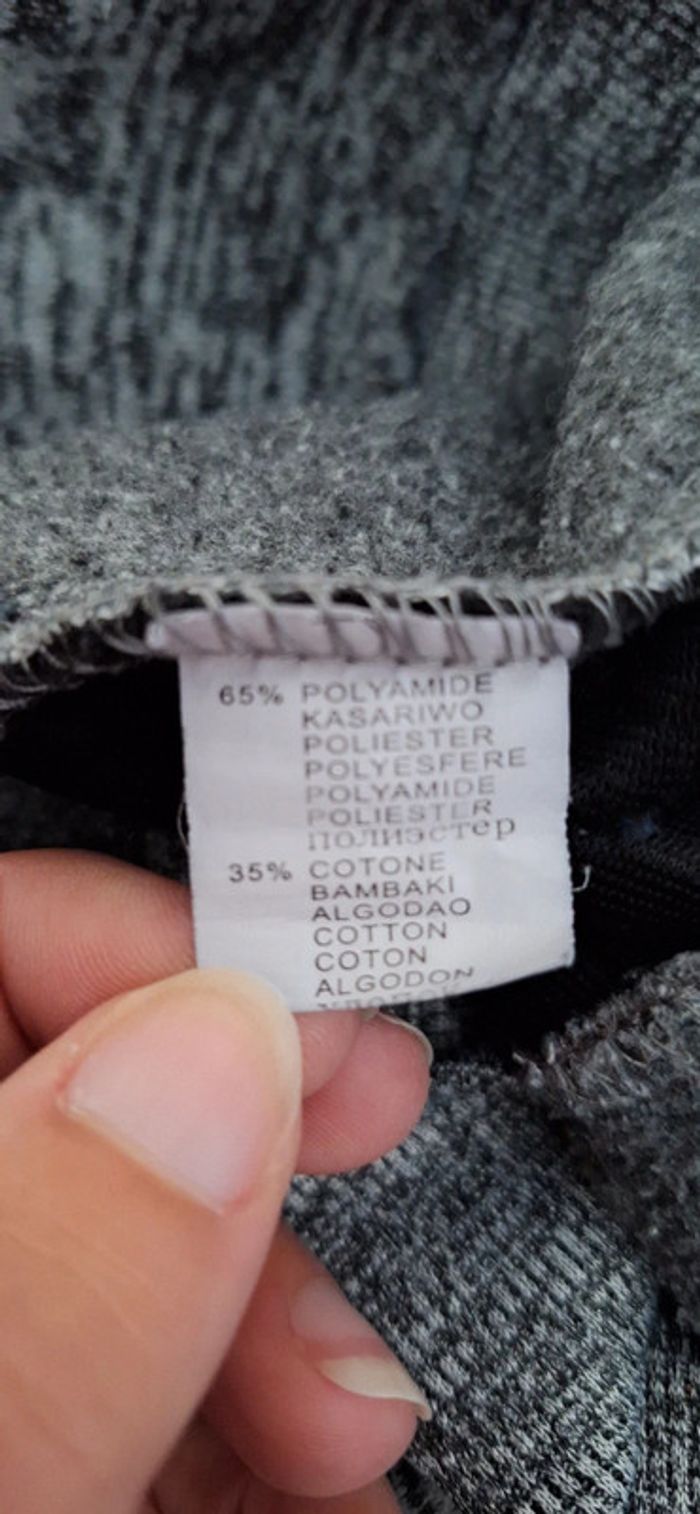 65% POLYAMIDE
KASARIWO
POLIESTER
POLYESFERE
POLYAMIDE
POLIESTER
полиэстер
35% COTONE
BAMBAKI
ALGODAO
COTTON
COTON
ALGODON